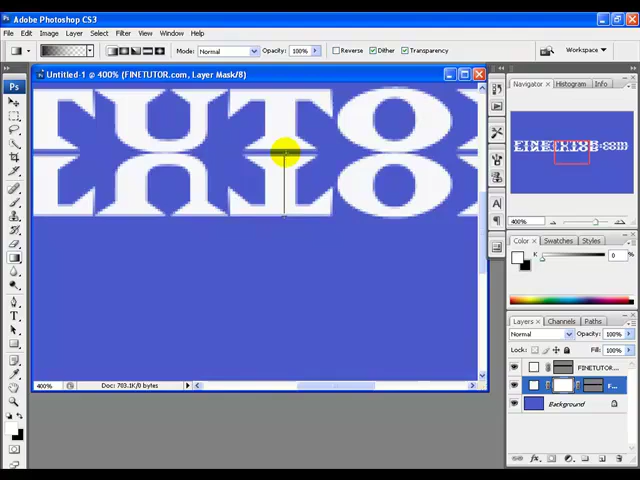 Adobe Photoshop CS3
File Edit Image Layer Select Filter View Window Help
Mode: Normal Opacity: 100% Reverse Dither Transparency Workspace
Untitled-1 @ 400% (FINETUTOR.com, Layer Mask/8)
Ps
TUTO
Navigator Histogram Info
400%
Color Swatches Styles
K 0 %
Layers Channels Paths
Normal Opacity: 100%
Lock: Fill: 100%
FINETUTOR...
F...
Background
400% Doc: 703.1K/0 bytes